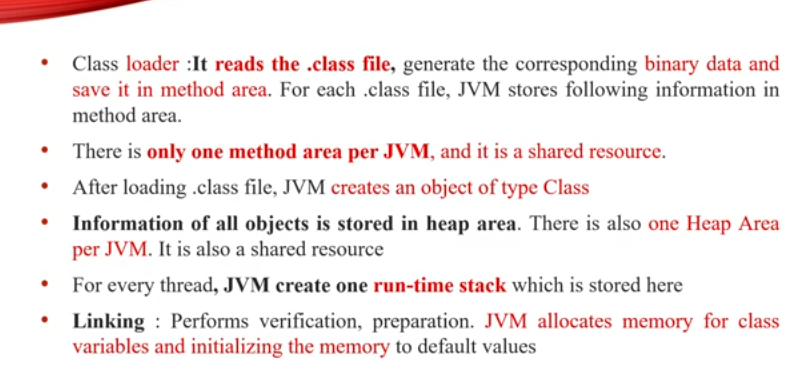 • Class loader :It reads the .class file, generate the corresponding binary data and
save it in method area. For each .class file, JVM stores following information in
method area.
• There is only one method area per JVM, and it is a shared resource.
• After loading .class file, JVM creates an object of type Class
• Information of all objects is stored in heap area. There is also one Heap Area
per JVM. It is also a shared resource
• For every thread, JVM create one run-time stack which is stored here
• Linking : Performs verification, preparation. JVM allocates memory for class
variables and initializing the memory to default values